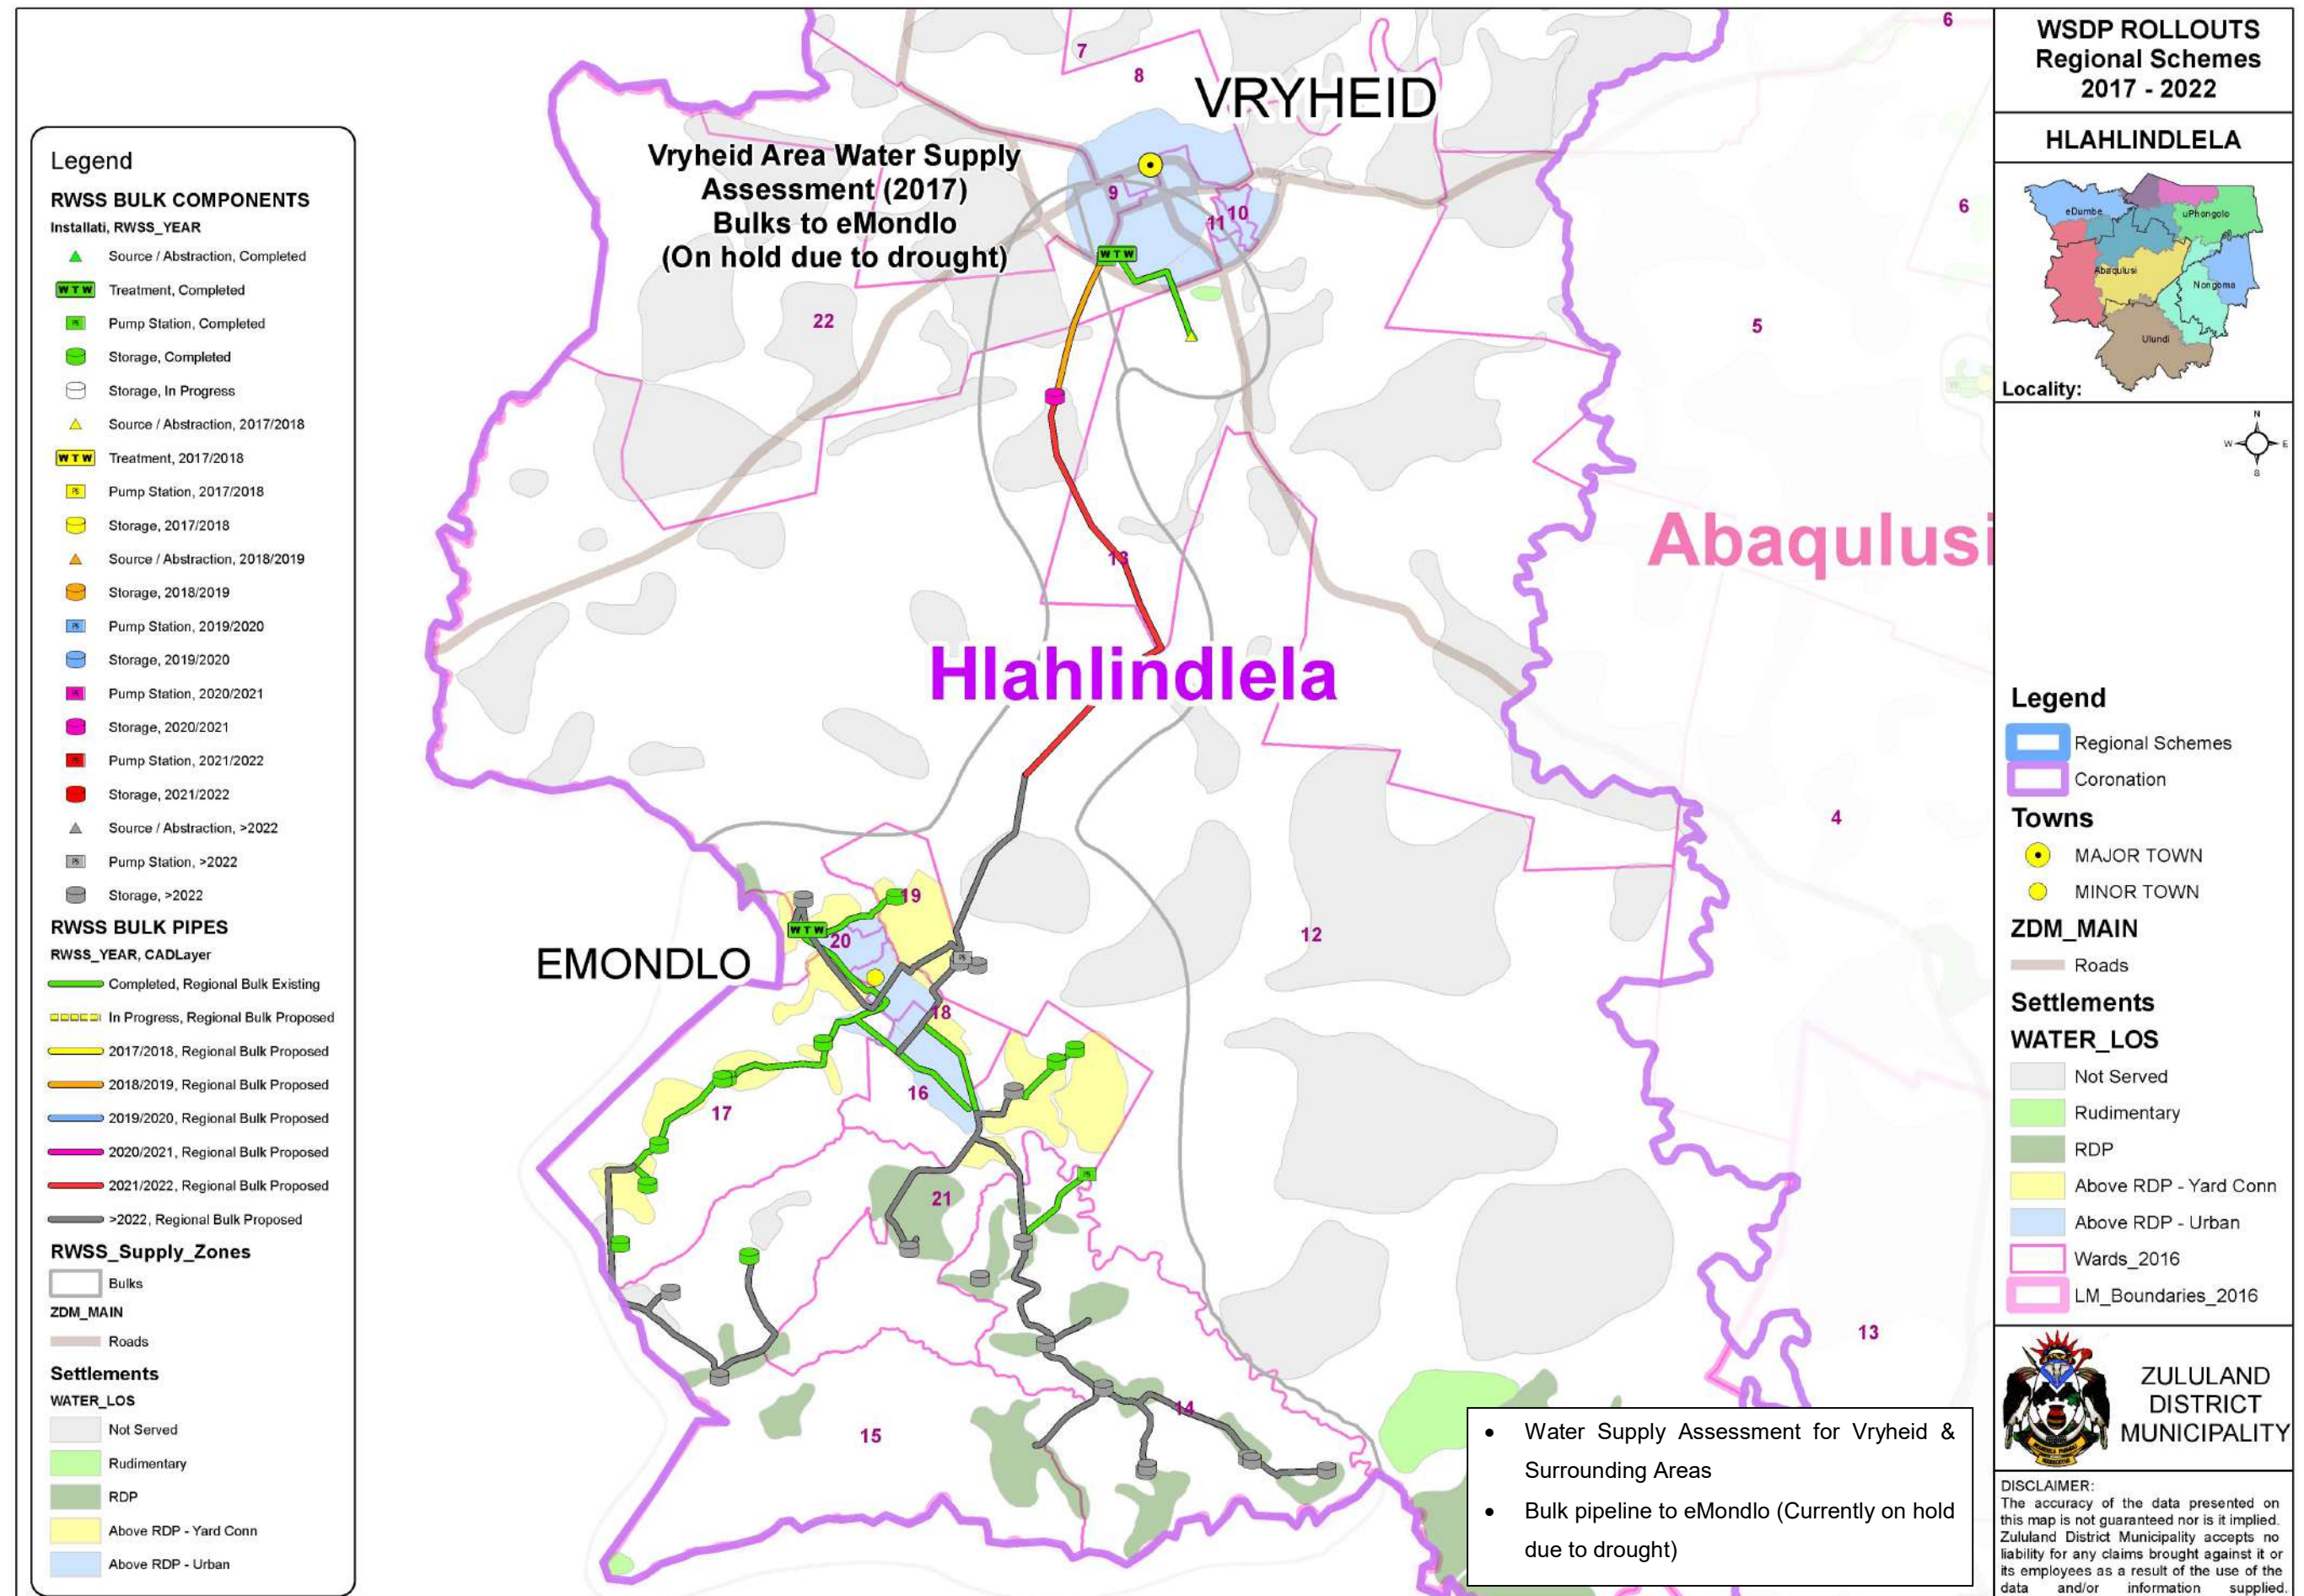 Legend
RWSS BULK COMPONENTS
Installati, RWSS_YEAR
Source / Abstraction, Completed
WTW Treatment, Completed
PS Pump Station, Completed
Storage, Completed
Storage, In Progress
Source / Abstraction, 2017/2018
WTW Treatment, 2017/2018
PS Pump Station, 2017/2018
Storage, 2017/2018
Source / Abstraction, 2018/2019
Storage, 2018/2019
PS Pump Station, 2019/2020
Storage, 2019/2020
PS Pump Station, 2020/2021
Storage, 2020/2021
PS Pump Station, 2021/2022
Storage, 2021/2022
Source / Abstraction, >2022
PS Pump Station, >2022
Storage, >2022
RWSS BULK PIPES
RWSS_YEAR, CADLayer
Completed, Regional Bulk Existing
In Progress, Regional Bulk Proposed
2017/2018, Regional Bulk Proposed
2018/2019, Regional Bulk Proposed
2019/2020, Regional Bulk Proposed
2020/2021, Regional Bulk Proposed
2021/2022, Regional Bulk Proposed
>2022, Regional Bulk Proposed
RWSS_Supply_Zones
Bulks
ZDM_MAIN
Roads
Settlements
WATER_LOS
Not Served
Rudimentary
RDP
Above RDP - Yard Conn
Above RDP - Urban
6
7
8
VRYHEID
Vryheid Area Water Supply
Assessment (2017)
Bulks to eMondlo
(On hold due to drought)
9
10
11
6
WTW
22
5
Abaqulusi
13
Hlahlindlela
4
19
WTW
20
12
EMONDLO
PS
18
16
17
PS
21
13
14
15
• Water Supply Assessment for Vryheid &
Surrounding Areas
• Bulk pipeline to eMondlo (Currently on hold
due to drought)
WSDP ROLLOUTS
Regional Schemes
2017 - 2022
HLAHLINDLELA
eDumbe
uPhongolo
Abaqulusi
Nongoma
Ulundi
Locality:
N
W
E
S
Legend
Regional Schemes
Coronation
Towns
MAJOR TOWN
MINOR TOWN
ZDM_MAIN
Roads
Settlements
WATER_LOS
Not Served
Rudimentary
RDP
Above RDP - Yard Conn
Above RDP - Urban
Wards_2016
LM_Boundaries_2016
ZULULAND
DISTRICT
MUNICIPALITY
DISCLAIMER:
The accuracy of the data presented on
this map is not guaranteed nor is it implied.
Zululand District Municipality accepts no
liability for any claims brought against it or
its employees as a result of the use of the
data and/or information supplied.